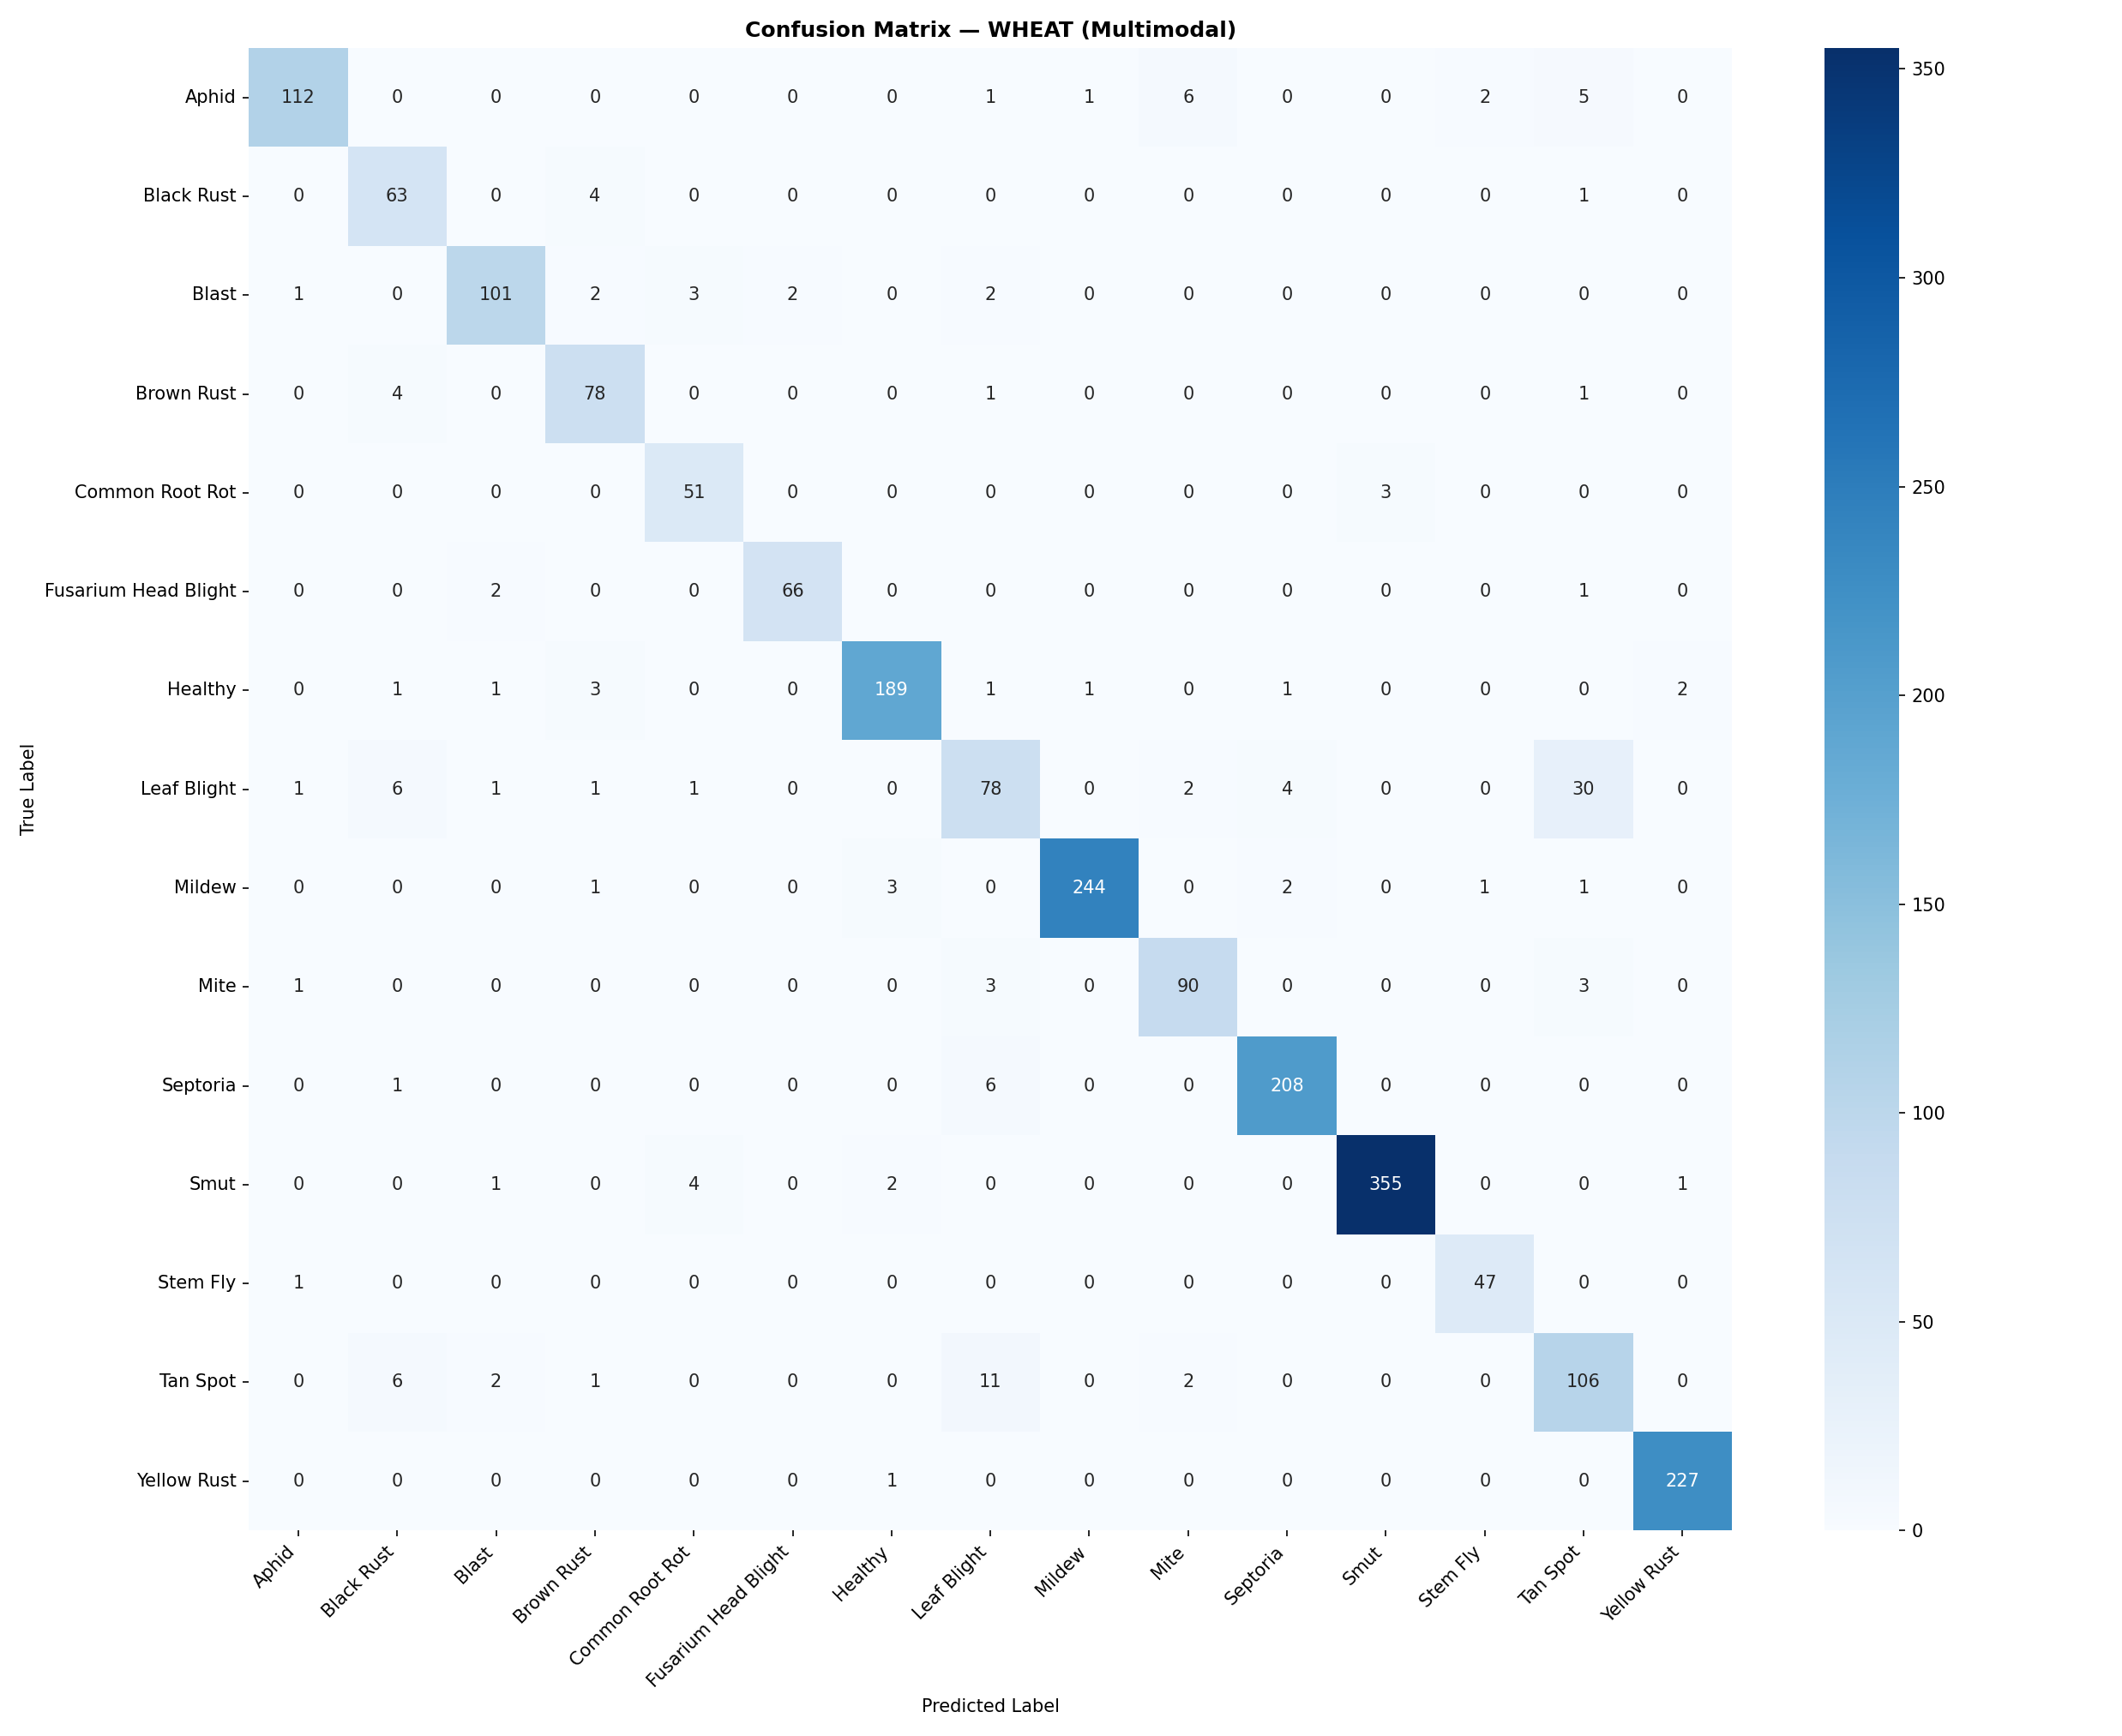 Confusion Matrix — WHEAT (Multimodal)
True Label
Aphid 112 0 0 0 0 0 0 1 1 6 0 0 2 5 0
Black Rust 0 63 0 4 0 0 0 0 0 0 0 0 0 1 0
Blast 1 0 101 2 3 2 0 2 0 0 0 0 0 0 0
Brown Rust 0 4 0 78 0 0 0 1 0 0 0 0 0 1 0
Common Root Rot 0 0 0 0 51 0 0 0 0 0 0 3 0 0 0
Fusarium Head Blight 0 0 2 0 0 66 0 0 0 0 0 0 0 1 0
Healthy 0 1 1 3 0 0 189 1 1 0 1 0 0 0 2
Leaf Blight 1 6 1 1 1 0 0 78 0 2 4 0 0 30 0
Mildew 0 0 0 1 0 0 3 0 244 0 2 0 1 1 0
Mite 1 0 0 0 0 0 0 3 0 90 0 0 0 3 0
Septoria 0 1 0 0 0 0 0 6 0 0 208 0 0 0 0
Smut 0 0 1 0 4 0 2 0 0 0 0 355 0 0 1
Stem Fly 1 0 0 0 0 0 0 0 0 0 0 0 47 0 0
Tan Spot 0 6 2 1 0 0 0 11 0 2 0 0 0 106 0
Yellow Rust 0 0 0 0 0 0 1 0 0 0 0 0 0 0 227
Aphid
Black Rust
Blast
Brown Rust
Common Root Rot
Fusarium Head Blight
Healthy
Leaf Blight
Mildew
Mite
Septoria
Smut
Stem Fly
Tan Spot
Yellow Rust
Predicted Label
350
300
250
200
150
100
50
0